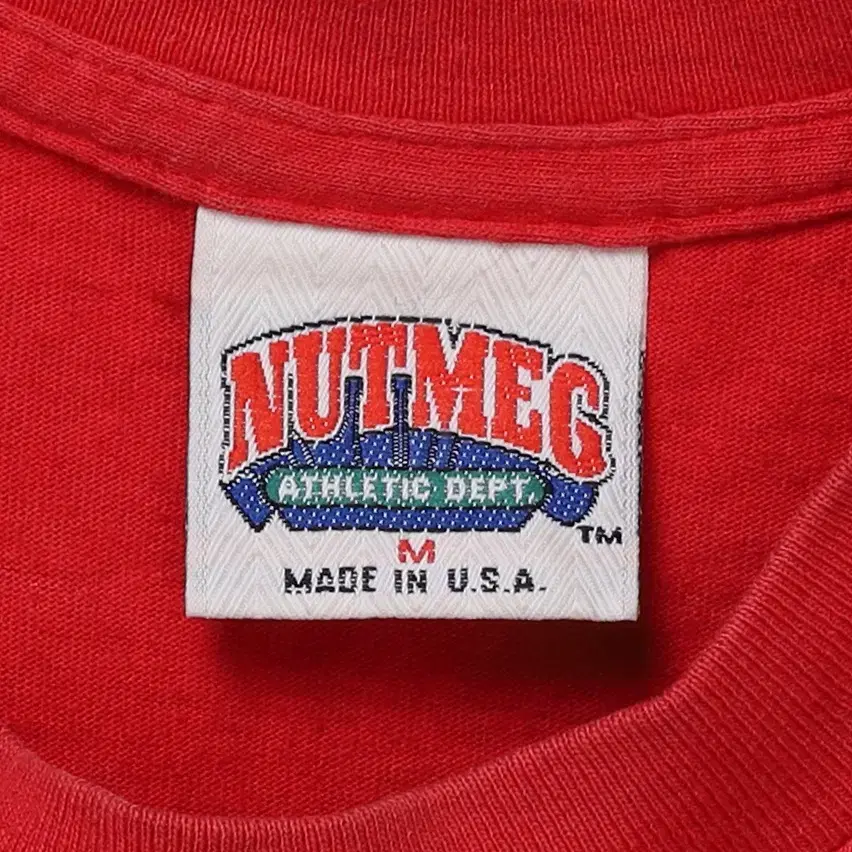 NUTMEG
ATHLETIC DEPT.
TM
M
MADE IN U.S.A.